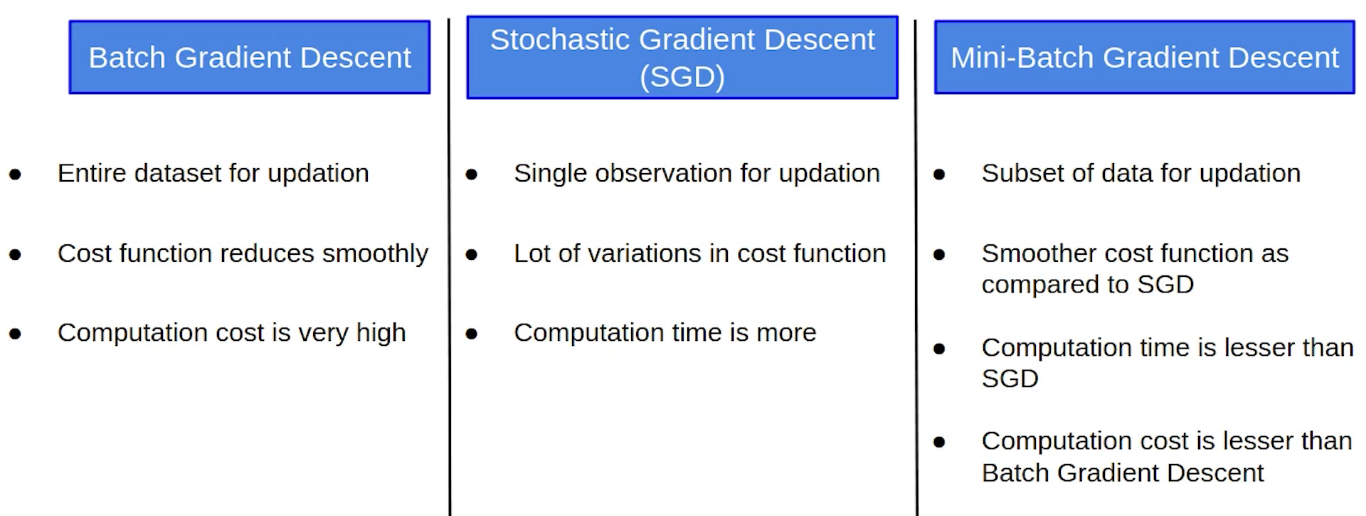 Batch Gradient Descent
● Entire dataset for updation
● Cost function reduces smoothly
● Computation cost is very high
Stochastic Gradient Descent
(SGD)
● Single observation for updation
● Lot of variations in cost function
● Computation time is more
Mini-Batch Gradient Descent
● Subset of data for updation
● Smoother cost function as
compared to SGD
● Computation time is lesser than
SGD
● Computation cost is lesser than
Batch Gradient Descent